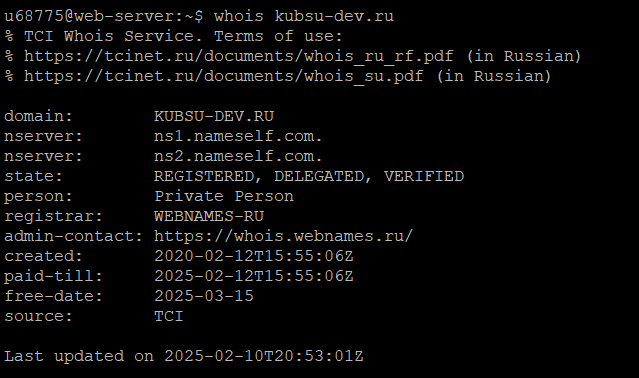 u68775@web-server:~$ whois kubsu-dev.ru
% TCI Whois Service. Terms of use:
% https://tcinet.ru/documents/whois_ru_rf.pdf (in Russian)
% https://tcinet.ru/documents/whois_su.pdf (in Russian)

domain:        KUBSU-DEV.RU
nserver:       ns1.nameself.com.
nserver:       ns2.nameself.com.
state:         REGISTERED, DELEGATED, VERIFIED
person:        Private Person
registrar:     WEBNAMES-RU
admin-contact: https://whois.webnames.ru/
created:       2020-02-12T15:55:06Z
paid-till:     2025-02-12T15:55:06Z
free-date:     2025-03-15
source:        TCI

Last updated on 2025-02-10T20:53:01Z